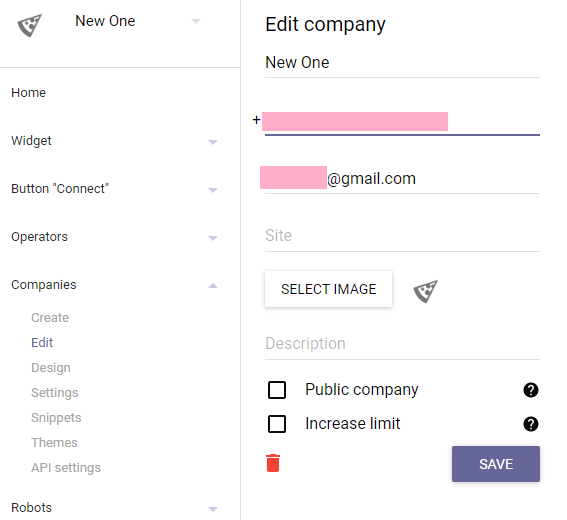 New One
Home
Widget
Button "Connect"
Operators
Companies
Create
Edit
Design
Settings
Snippets
Themes
API settings
Robots
Edit company
New One
+
@gmail.com
Site
SELECT IMAGE
Description
Public company ?
Increase limit ?
SAVE